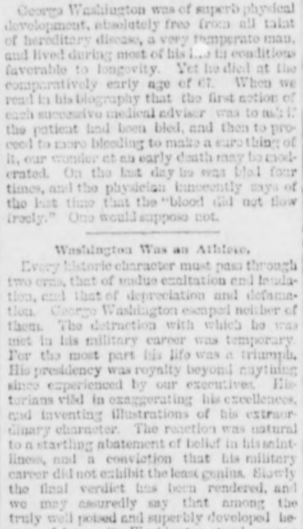 George Washington was of superb physical
development, absolutely free from all taint
of hereditary disease, a very temperate man,
and lived during most of his life in conditions
favorable to longevity. Yet he died at the
comparatively early age of 67. When we
read in his biography that the first action of
each successive medical adviser was to ask if
the patient had been bled, and then to pro-
ceed to more bleeding to make a sure thing of
it, our wonder at an early death may be mod-
erated. On the last day he was bled four
times, and the physician innocently says of
the last time that the "blood did not flow
freely." One would suppose not.
Washington Was an Athlete.
Every historic character must pass through
two eras, that of undue exaltation and lauda-
tion, and that of depreciation and defama-
tion. George Washington escaped neither of
them. The detraction with which he was
met in his military career was temporary.
For the most part his life was a triumph.
His presidency was royalty beyond anything
since experienced by our executives. His-
torians vied in exaggerating his excellences,
and inventing illustrations of his extraor-
dinary character. The reaction was natural
to a startling abatement of belief in his saint-
liness, and a conviction that his military
career did not exhibit the least genius. Slowly
the final verdict has been rendered, and
we may assuredly say that among the
truly well poised and superbly developed in